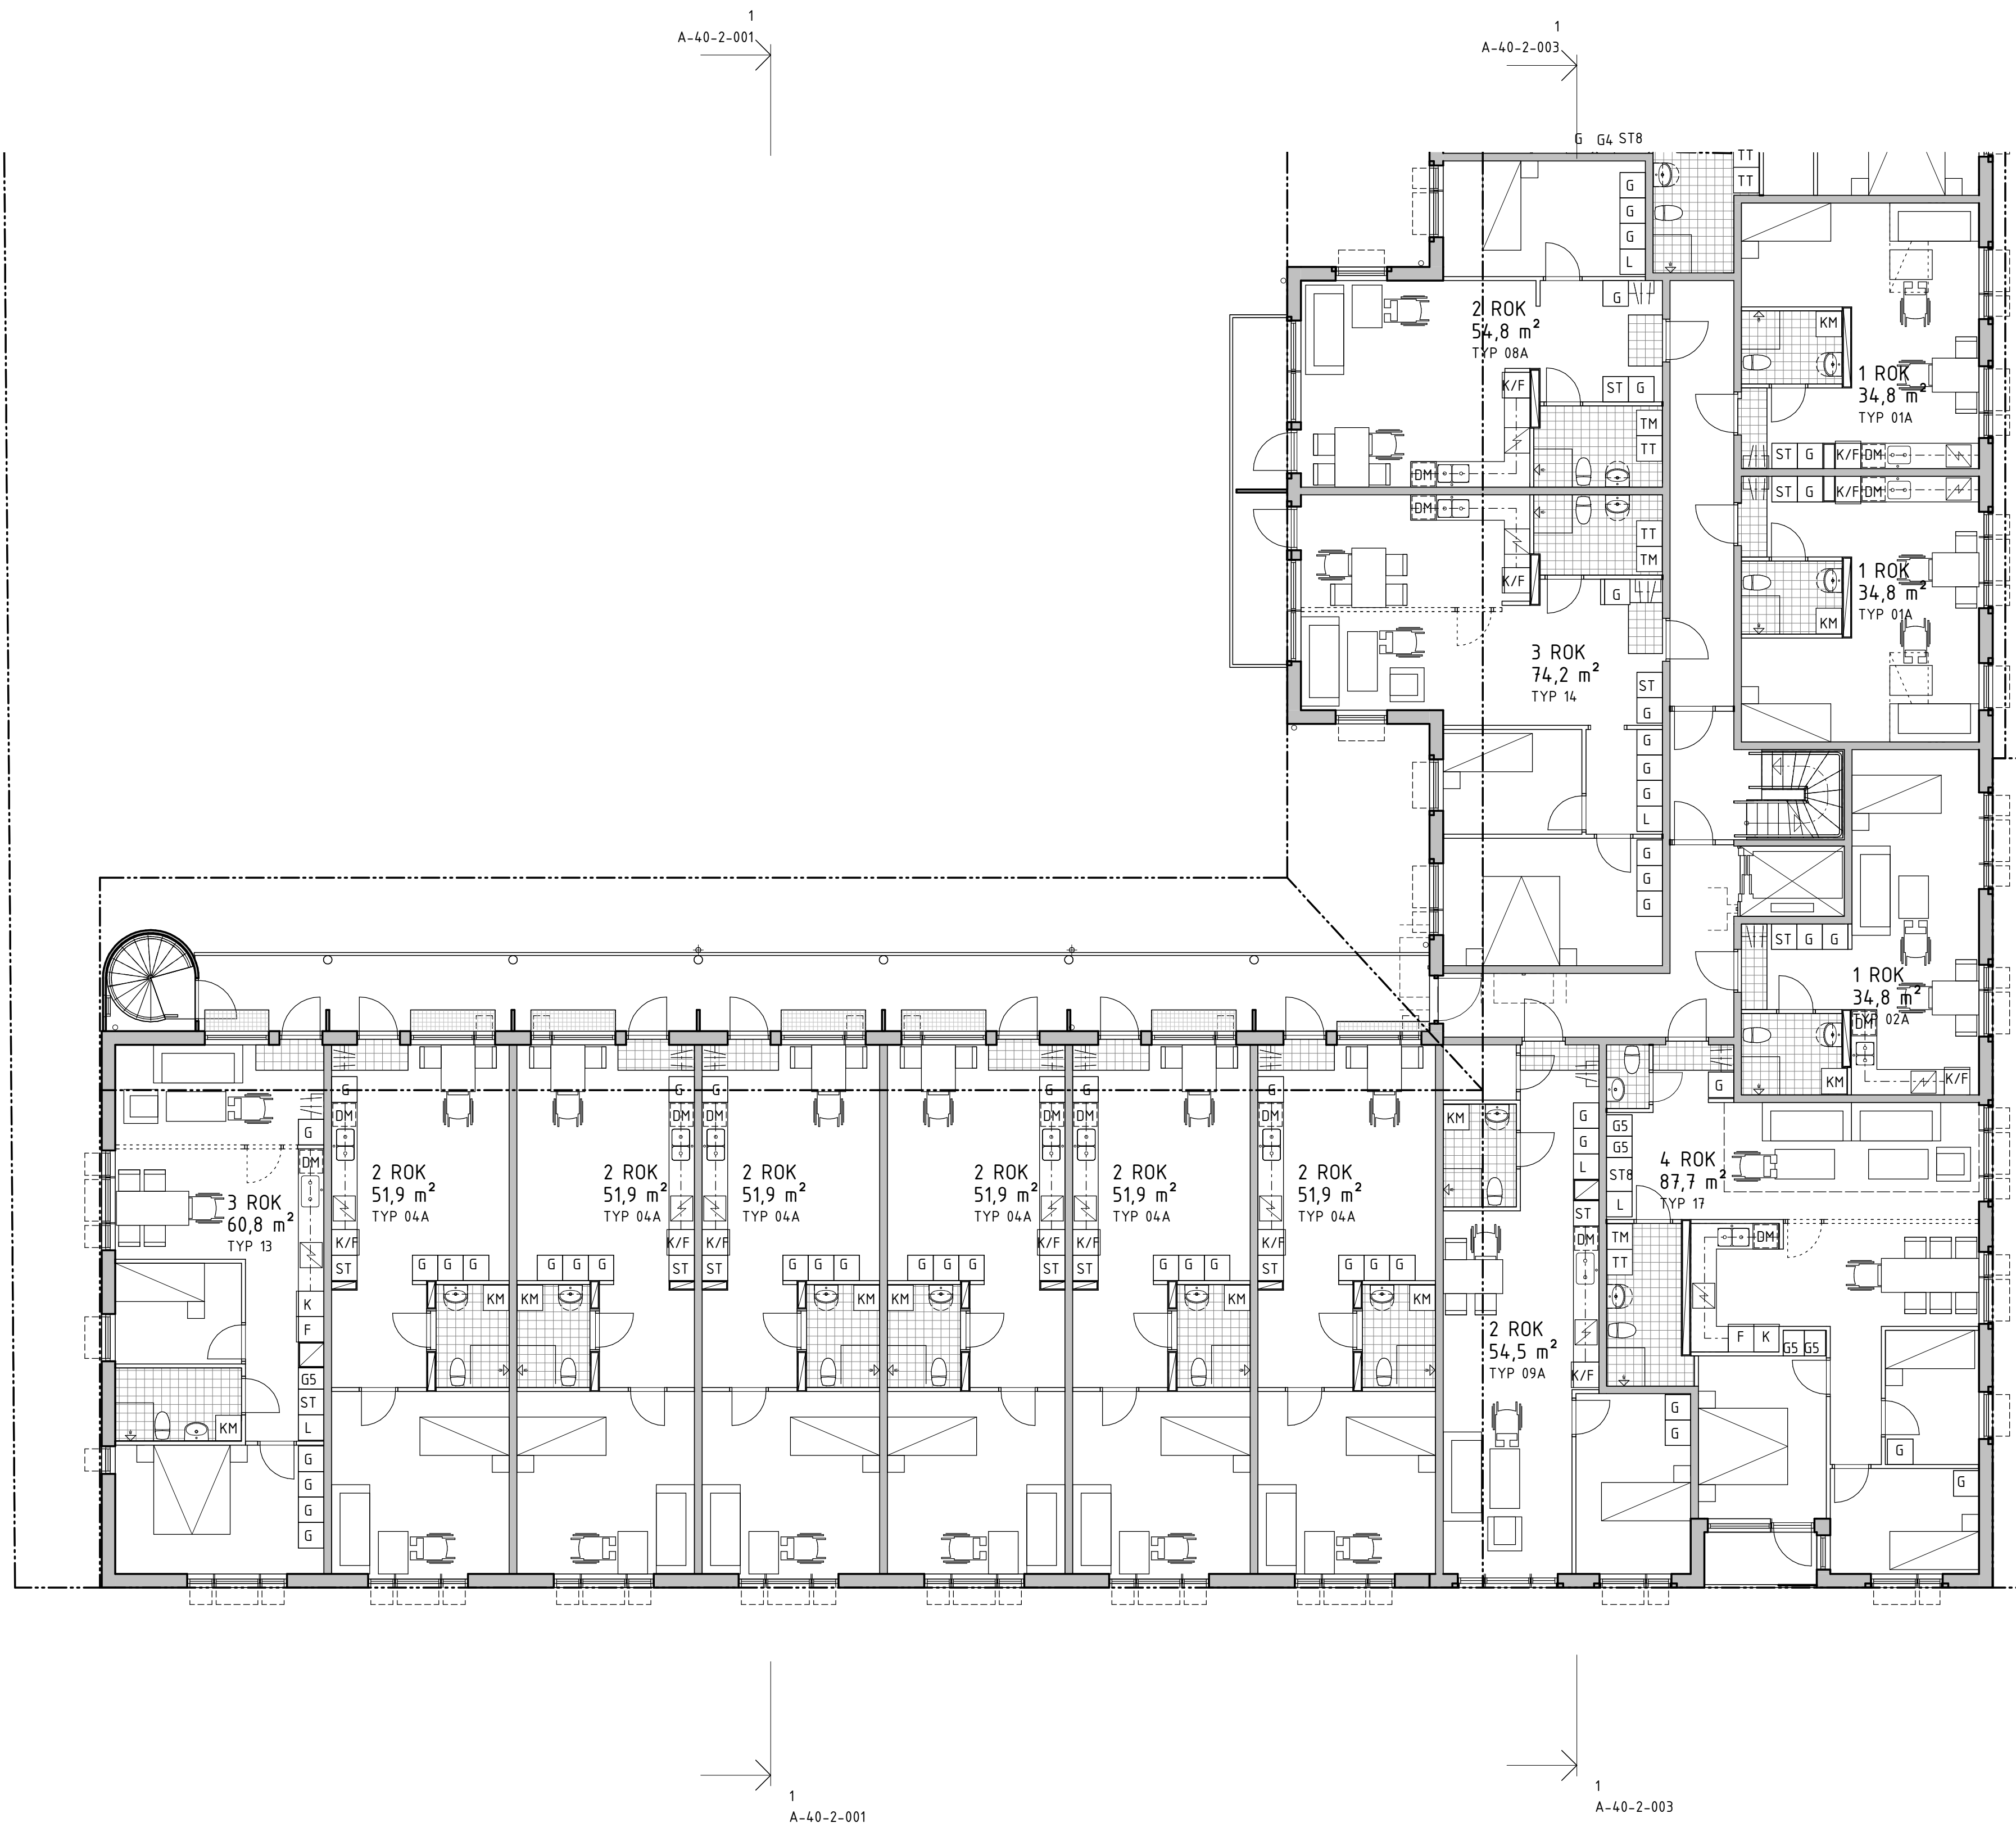 1
A-40-2-001
1
A-40-2-003
G G4 ST8
TT
TT
G
G
G
L
2 ROK
54,8 m²
TYP 08A
G
K/F
ST G
TM
TT
DM
KM
1 ROK
34,8 m²
TYP 01A
ST G K/F DM
ST G K/F DM
1 ROK
34,8 m²
TYP 01A
KM
DM
TT
TM
K/F
G
3 ROK
74,2 m²
TYP 14
ST
G
G
G
G
L
G
G
G
ST G G
1 ROK
34,8 m²
TYP 02A
DM
KM
K/F
G
DM
3 ROK
60,8 m²
TYP 13
K
F
G5
ST
L
KM
G
G
G
G
G
DM
2 ROK
51,9 m²
TYP 04A
K/F
ST
G G G
KM
G
DM
2 ROK
51,9 m²
TYP 04A
K/F
ST
G G G
KM
G
DM
2 ROK
51,9 m²
TYP 04A
K/F
ST
G G G
KM
G
DM
2 ROK
51,9 m²
TYP 04A
K/F
ST
G G G
KM
G
DM
2 ROK
51,9 m²
TYP 04A
K/F
ST
G G G
KM
G
DM
2 ROK
51,9 m²
TYP 04A
K/F
ST
G G G
KM
KM
G
G
L
ST
DM
2 ROK
54,5 m²
TYP 09A
K/F
G
G
G
G5
G5
ST8
L
4 ROK
87,7 m²
TYP 17
TM
TT
DM
F K
G5 G5
G
G
1
A-40-2-001
1
A-40-2-003